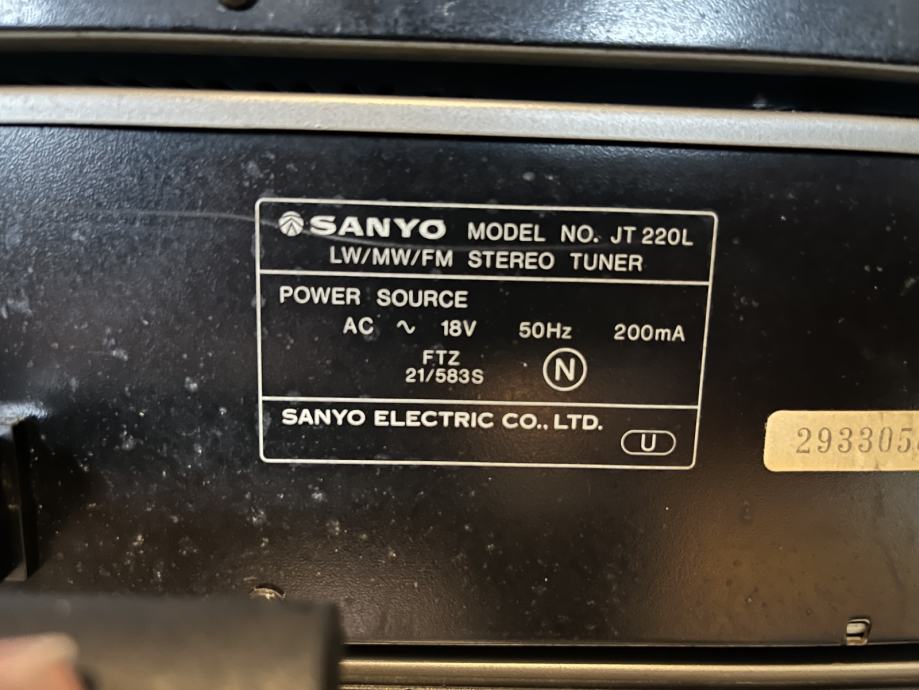 SANYO MODEL NO. JT 220L
LW/MW/FM STEREO TUNER
POWER SOURCE
AC ~ 18V 50Hz 200mA
FTZ
21/583S
N
SANYO ELECTRIC CO., LTD.
U
293305